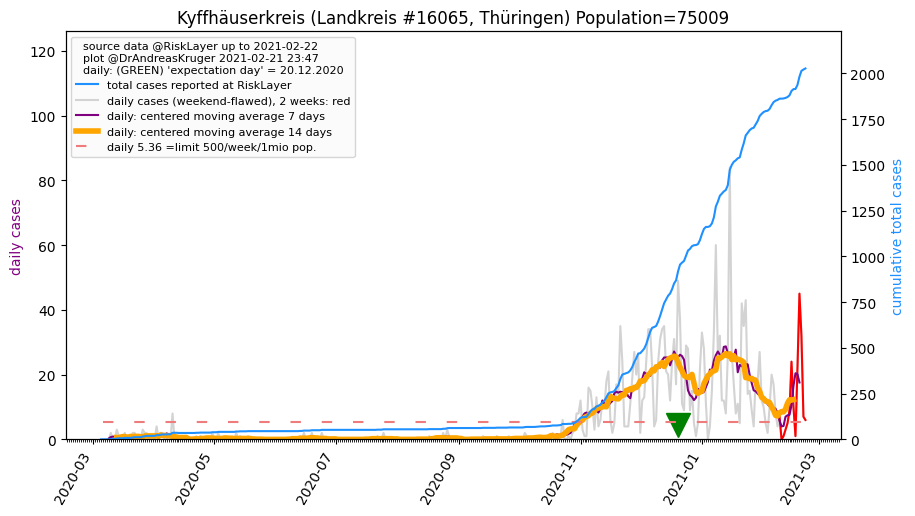 Kyffhäuserkreis (Landkreis #16065, Thüringen) Population=75009
source data @RiskLayer up to 2021-02-22
plot @DrAndreasKruger 2021-02-21 23:47
daily: (GREEN) 'expectation day' = 20.12.2020
total cases reported at RiskLayer
daily cases (weekend-flawed), 2 weeks: red
daily: centered moving average 7 days
daily: centered moving average 14 days
daily 5.36 =limit 500/week/1mio pop.
daily cases
120
100
80
60
40
20
0
cumulative total cases
2000
1750
1500
1250
1000
750
500
250
0
2020-03
2020-05
2020-07
2020-09
2020-11
2021-01
2021-03